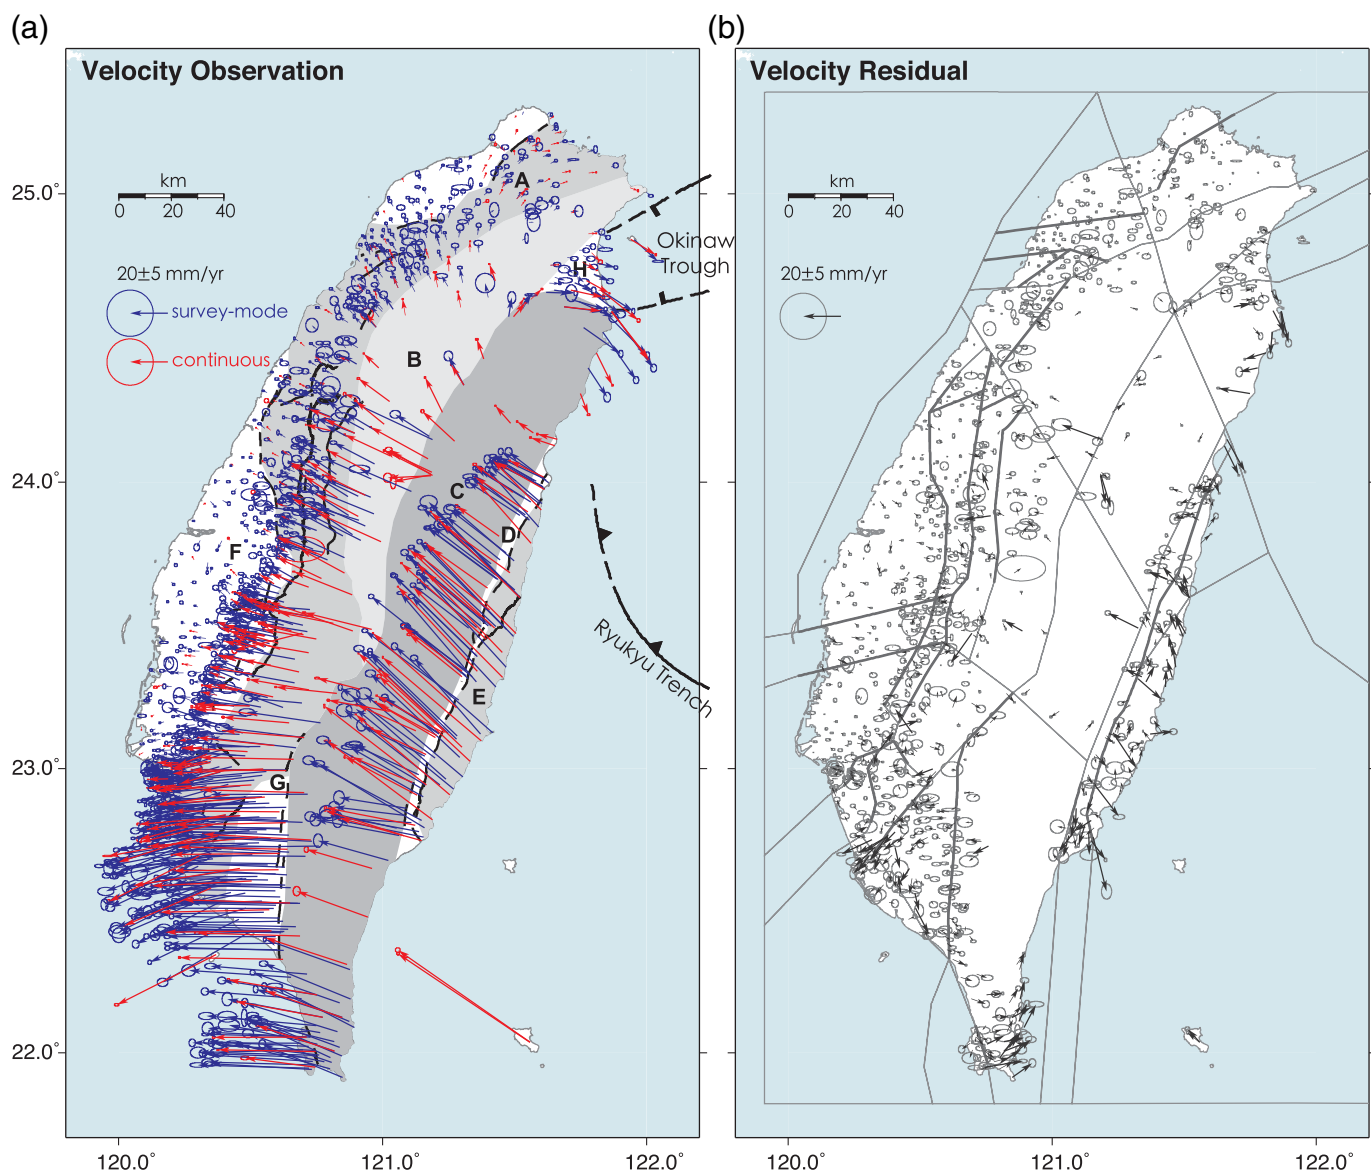 (a)
Velocity Observation
25.0°
24.0°
23.0°
22.0°
120.0°
121.0°
122.0°
km
0 20 40
20±5 mm/yr
survey-mode
continuous
A
B
C
D
E
F
G
H
Okinaw
Trough
Ryukyu Trench
(b)
Velocity Residual
km
0 20 40
20±5 mm/yr
120.0°
121.0°
122.0°